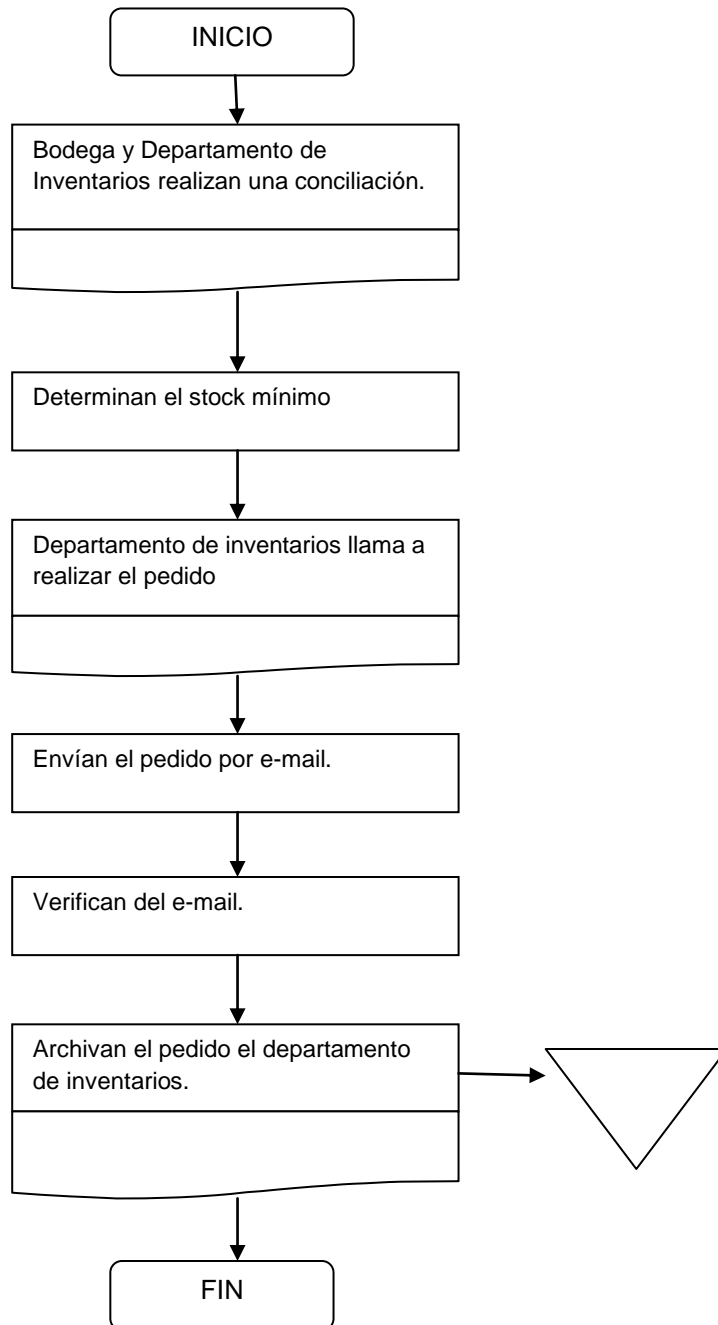 INICIO
Bodega y Departamento de
Inventarios realizan una conciliación.
Determinan el stock mínimo
Departamento de inventarios llama a
realizar el pedido
Envían el pedido por e-mail.
Verifican del e-mail.
Archivan el pedido el departamento
de inventarios.
FIN